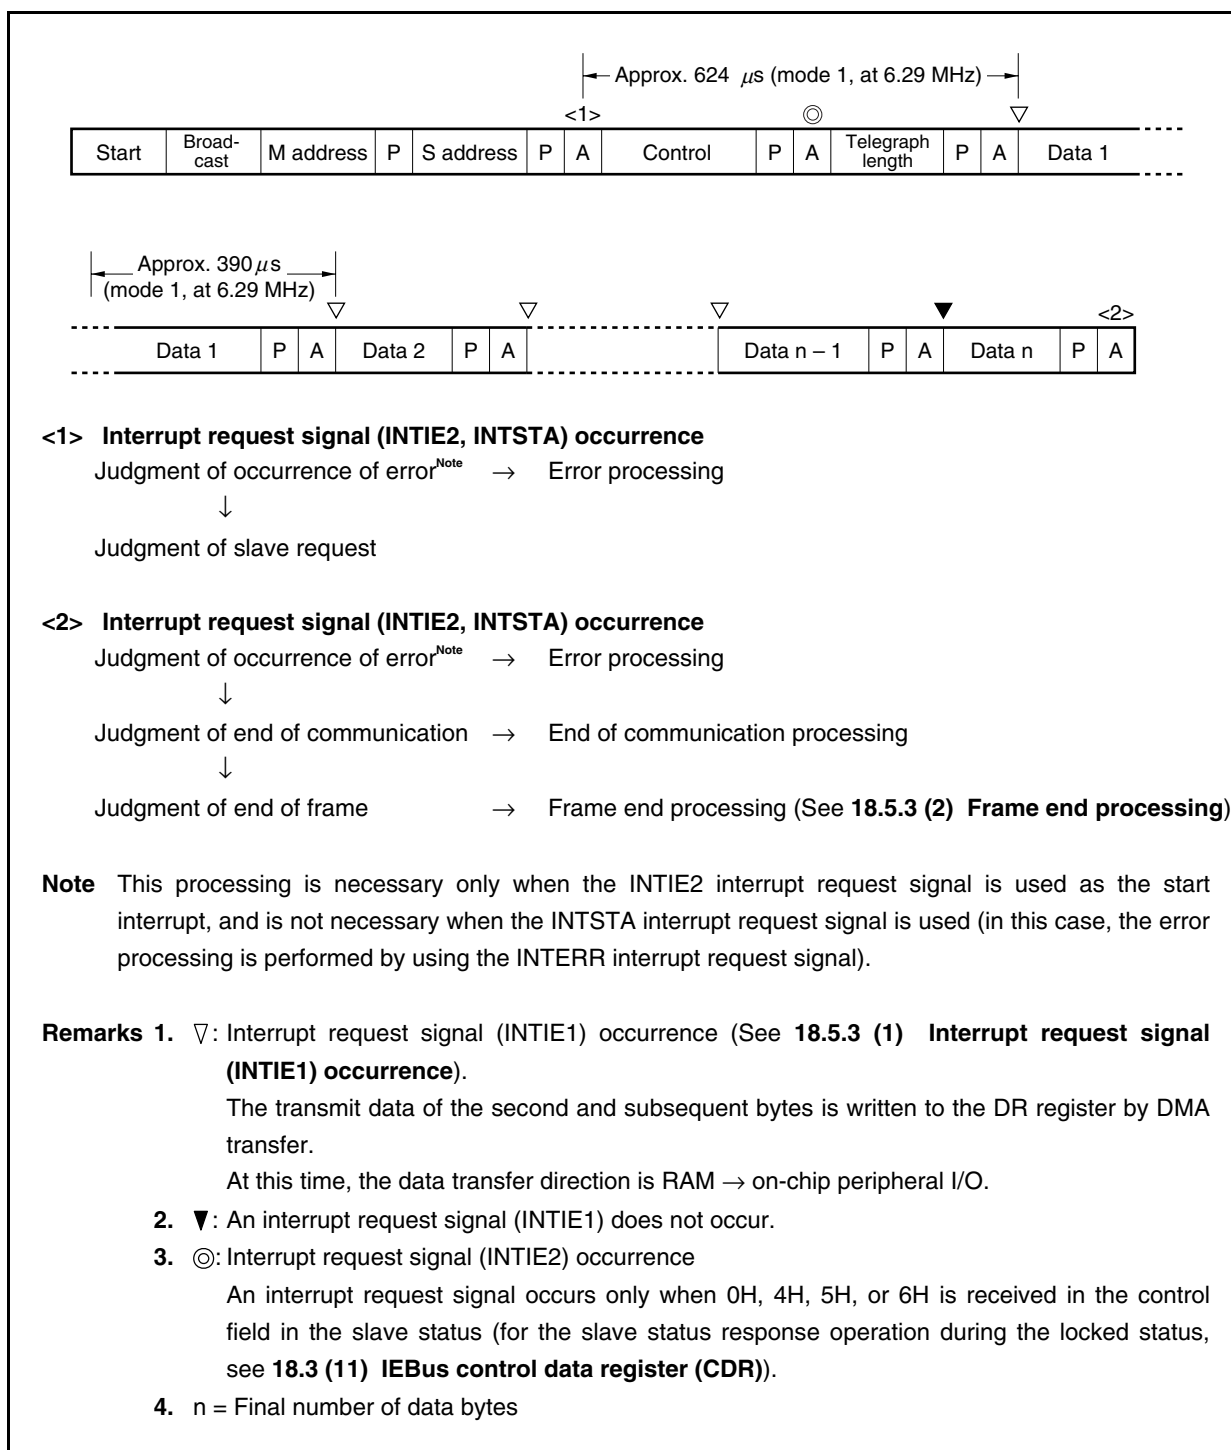 Approx. 624 μs (mode 1, at 6.29 MHz)
<1> ◎ ▽
Start Broad-cast M address P S address P A Control P A Telegraph length P A Data 1
Approx. 390 μs
(mode 1, at 6.29 MHz)
▽ ▽ ▽ ▼ <2>
Data 1 P A Data 2 P A Data n – 1 P A Data n P A
<1> Interrupt request signal (INTIE2, INTSTA) occurrence
Judgment of occurrence of error Note → Error processing
↓
Judgment of slave request
<2> Interrupt request signal (INTIE2, INTSTA) occurrence
Judgment of occurrence of error Note → Error processing
↓
Judgment of end of communication → End of communication processing
↓
Judgment of end of frame → Frame end processing (See 18.5.3 (2) Frame end processing)
Note This processing is necessary only when the INTIE2 interrupt request signal is used as the start
interrupt, and is not necessary when the INTSTA interrupt request signal is used (in this case, the error
processing is performed by using the INTERR interrupt request signal).
Remarks 1. ▽: Interrupt request signal (INTIE1) occurrence (See 18.5.3 (1) Interrupt request signal
(INTIE1) occurrence).
The transmit data of the second and subsequent bytes is written to the DR register by DMA
transfer.
At this time, the data transfer direction is RAM → on-chip peripheral I/O.
2. ▼: An interrupt request signal (INTIE1) does not occur.
3. ◎: Interrupt request signal (INTIE2) occurrence
An interrupt request signal occurs only when 0H, 4H, 5H, or 6H is received in the control
field in the slave status (for the slave status response operation during the locked status,
see 18.3 (11) IEBus control data register (CDR)).
4. n = Final number of data bytes